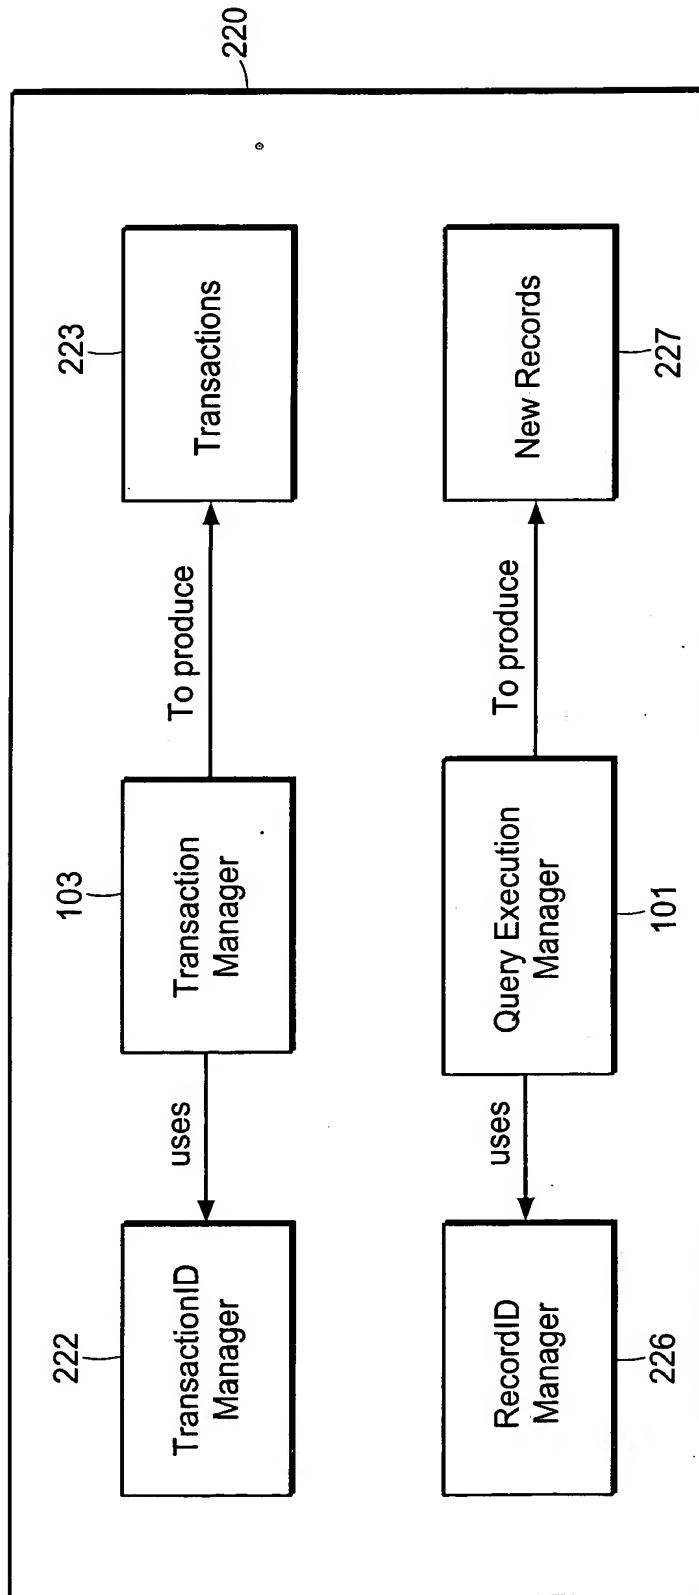 220
222
TransactionID
Manager
uses
103
Transaction
Manager
To produce
223
Transactions
RecordID
Manager
226
uses
Query Execution
Manager
101
To produce
New Records
227